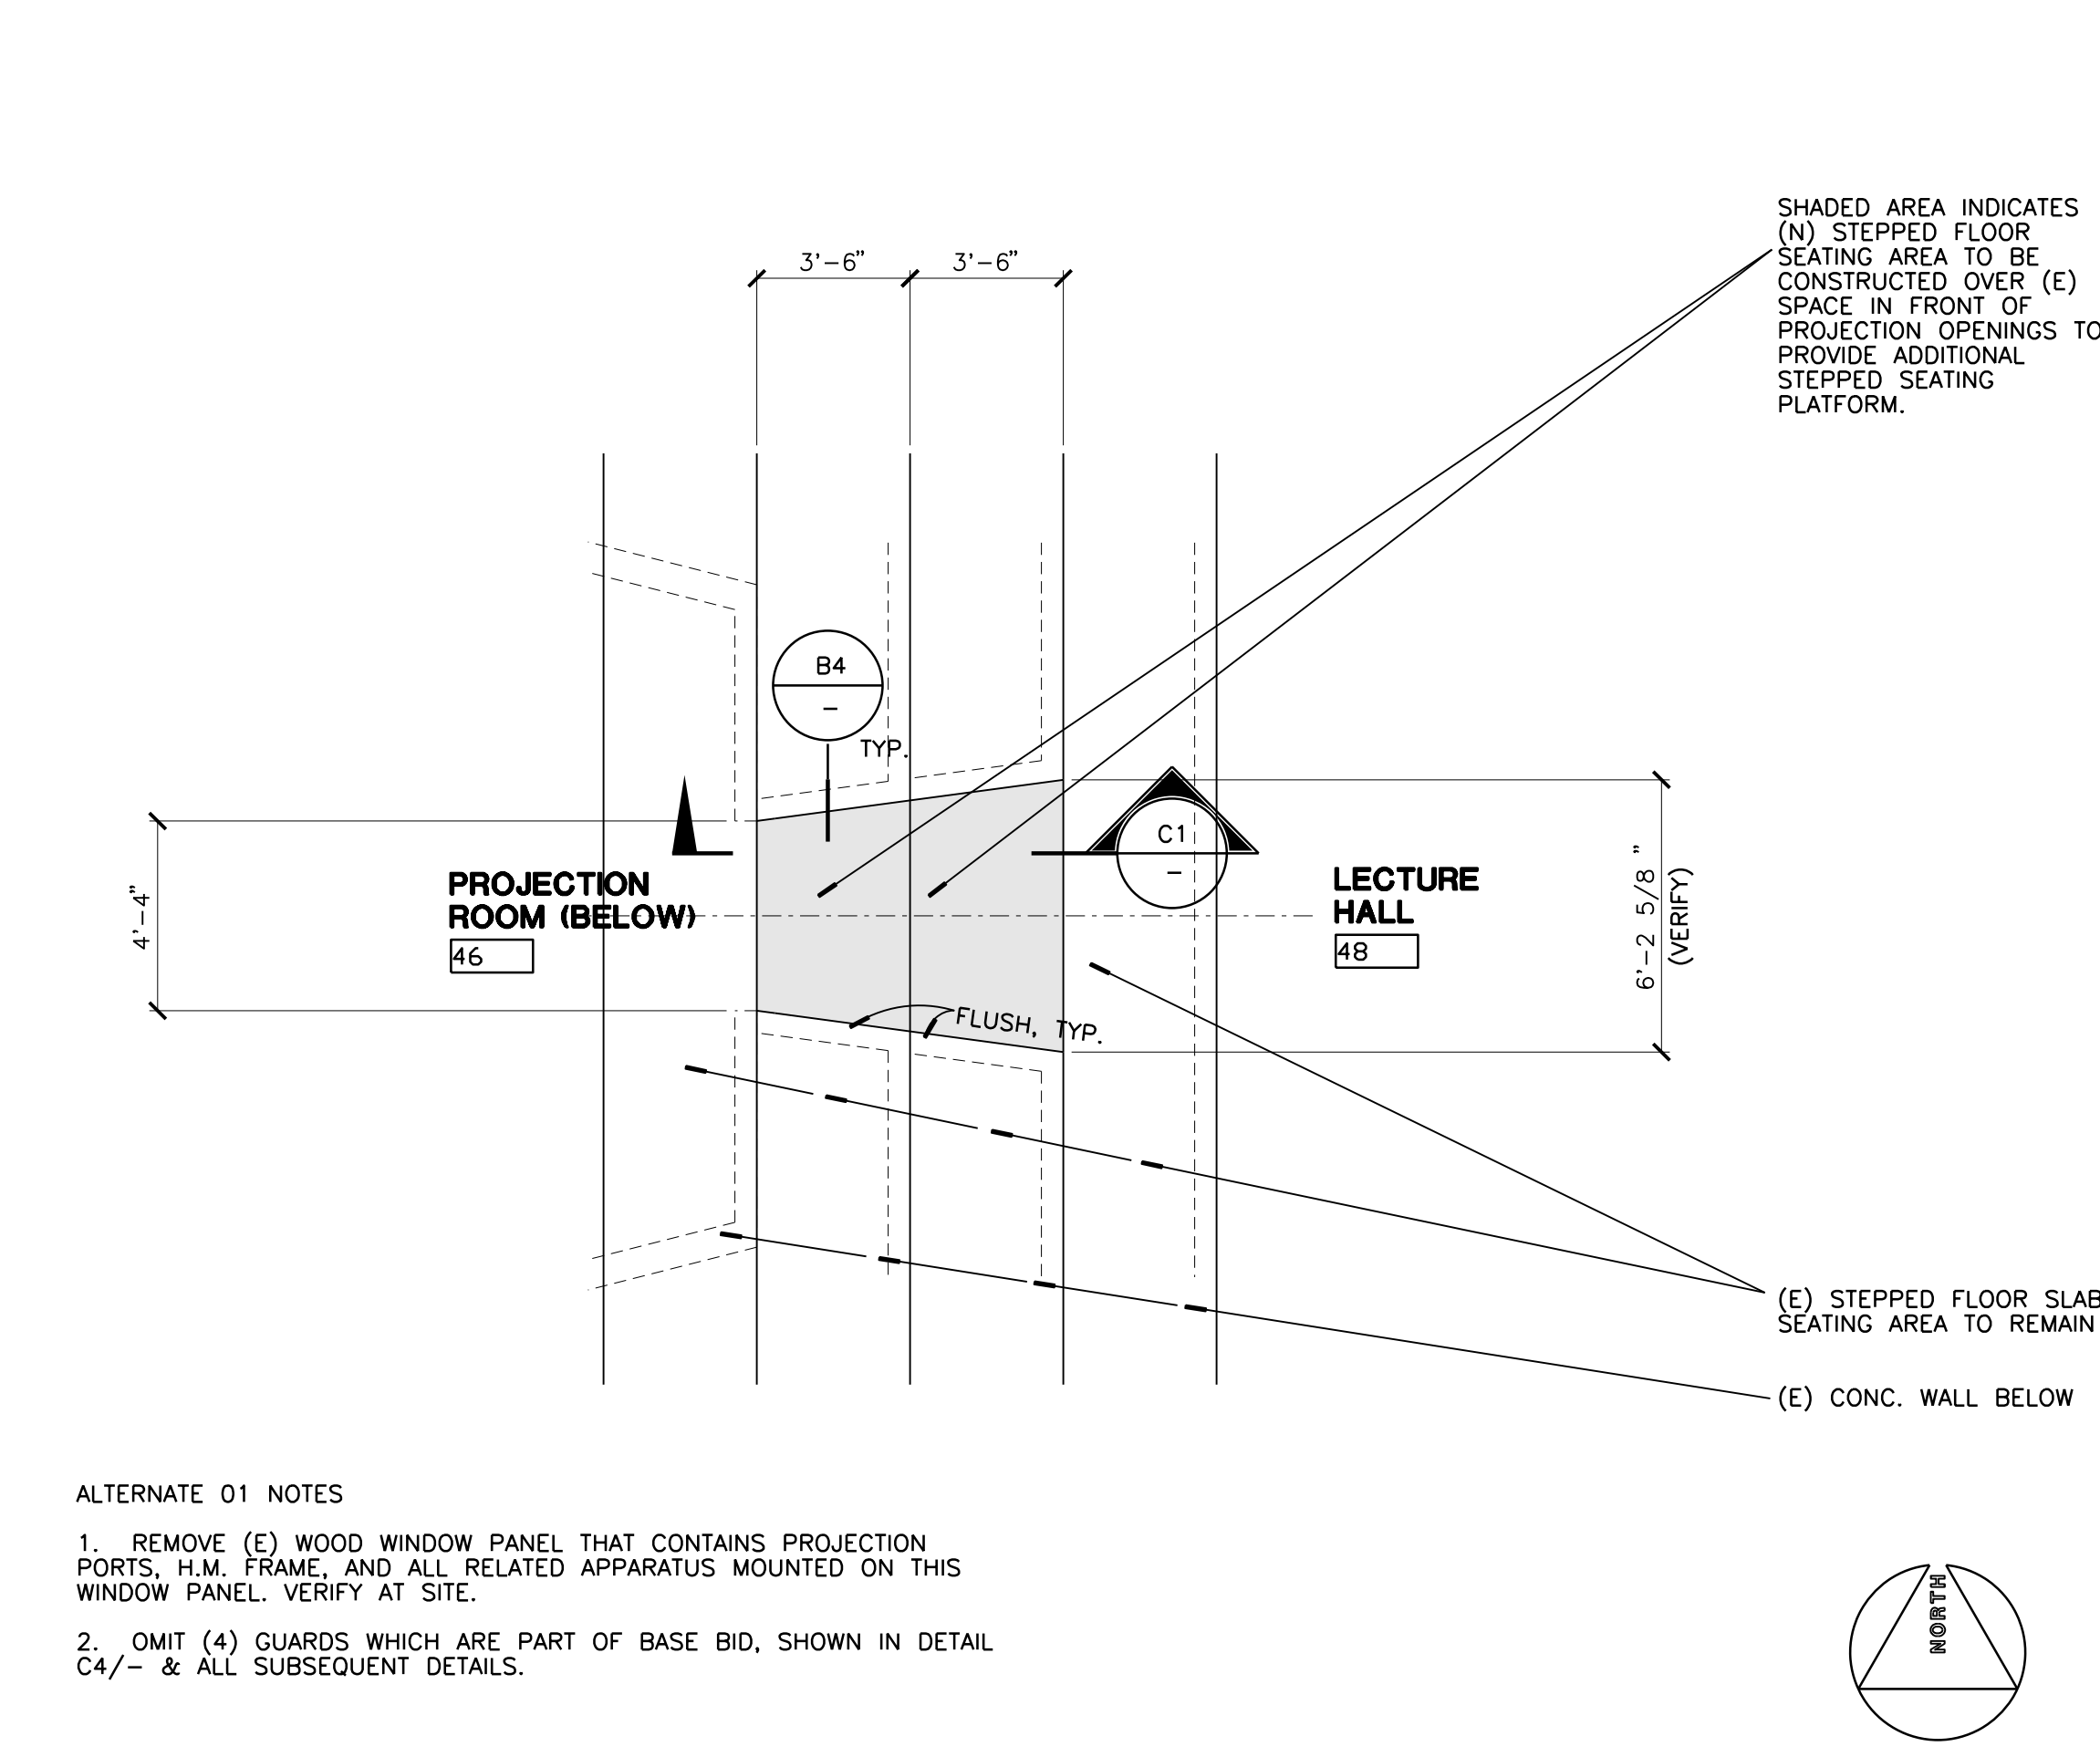 SHADED AREA INDICATES
(N) STEPPED FLOOR
SEATING AREA TO BE
CONSTRUCTED OVER (E)
SPACE IN FRONT OF
PROJECTION OPENINGS TO
PROVIDE ADDITIONAL
STEPPED SEATING
PLATFORM.
3'-6" 3'-6"
B4
-
TYP.
C1
-
PROJECTION
ROOM (BELOW)
46
LECTURE
HALL
48
4'-4"
6'-2 5/8 "
(VERIFY)
FLUSH, TYP.
(E) STEPPED FLOOR SLAB
SEATING AREA TO REMAIN
(E) CONC. WALL BELOW
ALTERNATE 01 NOTES
1. REMOVE (E) WOOD WINDOW PANEL THAT CONTAINS PROJECTION
PORTS, H.M. FRAME, AND ALL RELATED APPARATUS MOUNTED ON THIS
WINDOW PANEL. VERIFY AT SITE.
2. OMIT (4) GUARDS WHICH ARE PART OF BASE BID, SHOWN IN DETAIL
C4/- & ALL SUBSEQUENT DETAILS.
NORTH